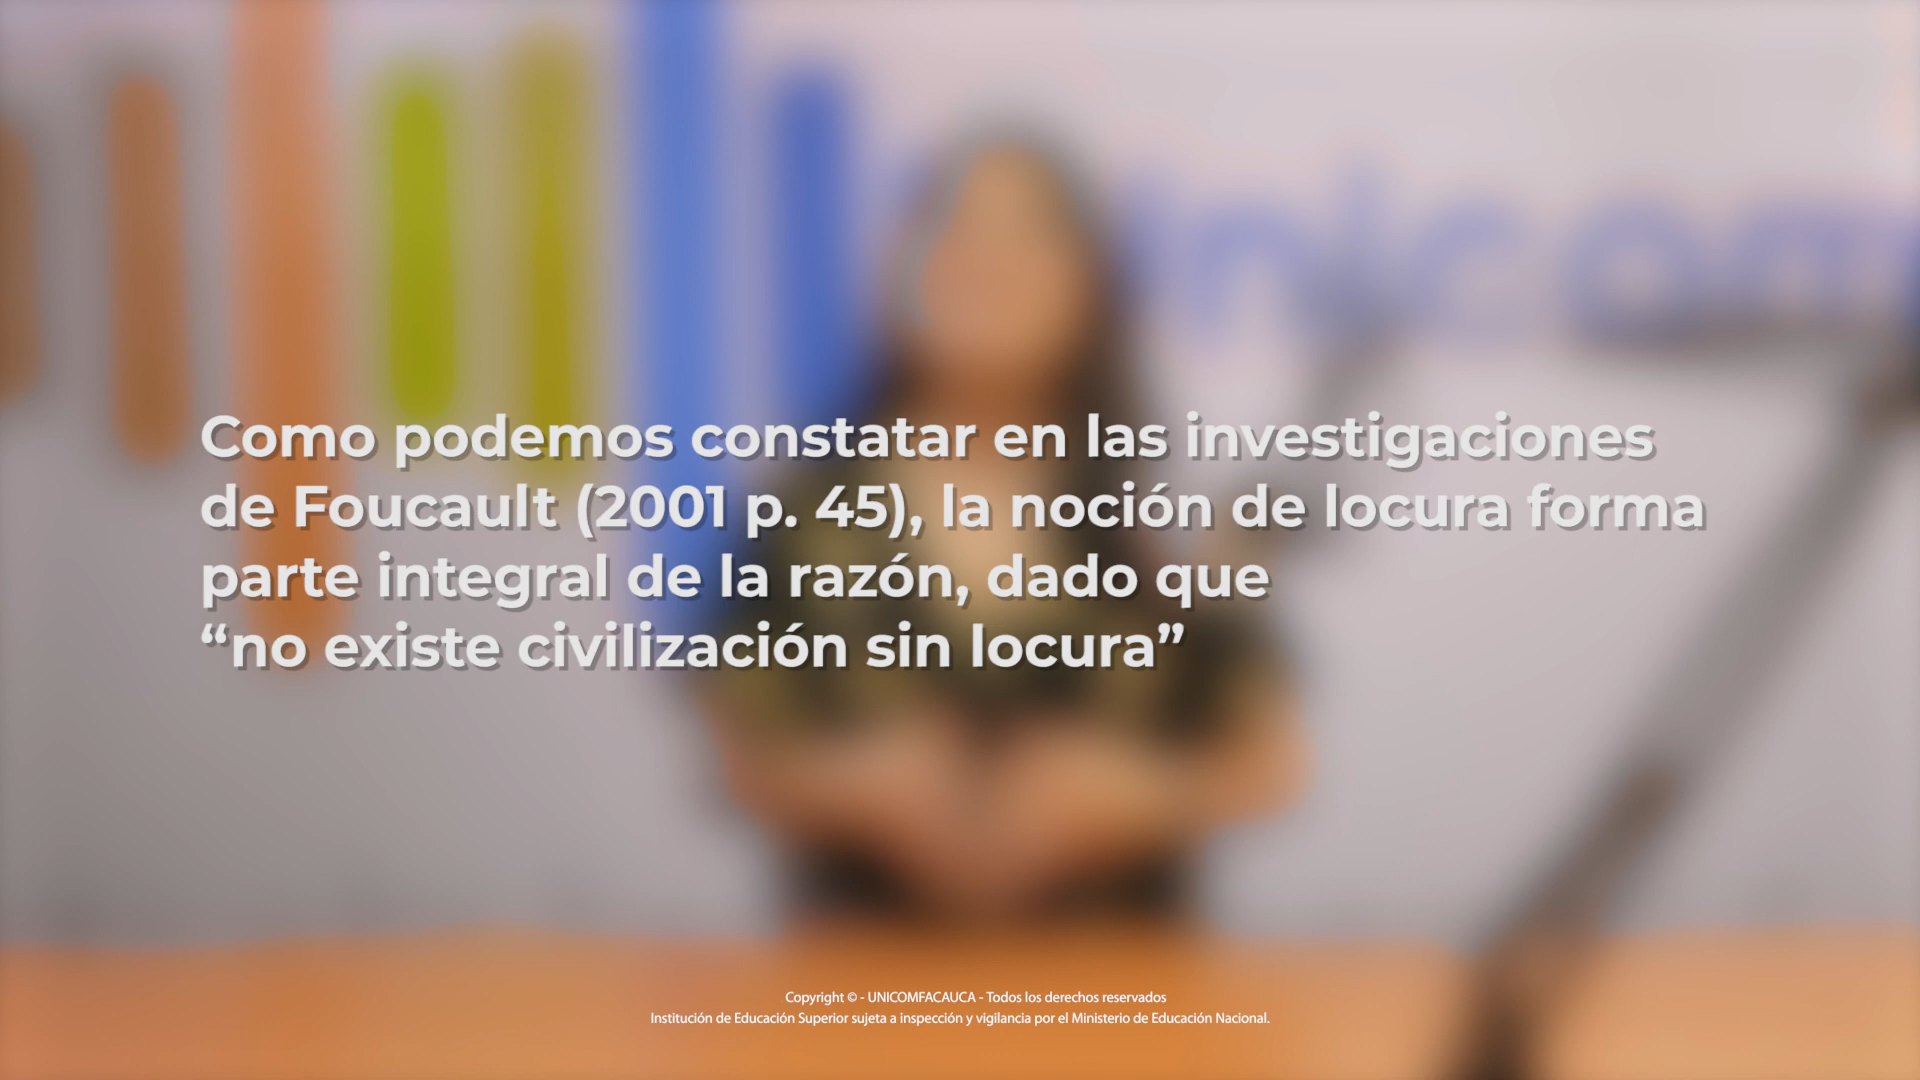 Como podemos constatar en las investigaciones
de Foucault (2001 p. 45), la noción de locura forma
parte integral de la razón, dado que
“no existe civilización sin locura”
Copyright © - UNICOMFACAUCA - Todos los derechos reservados
Institución de Educación Superior sujeta a inspección y vigilancia por el Ministerio de Educación Nacional.